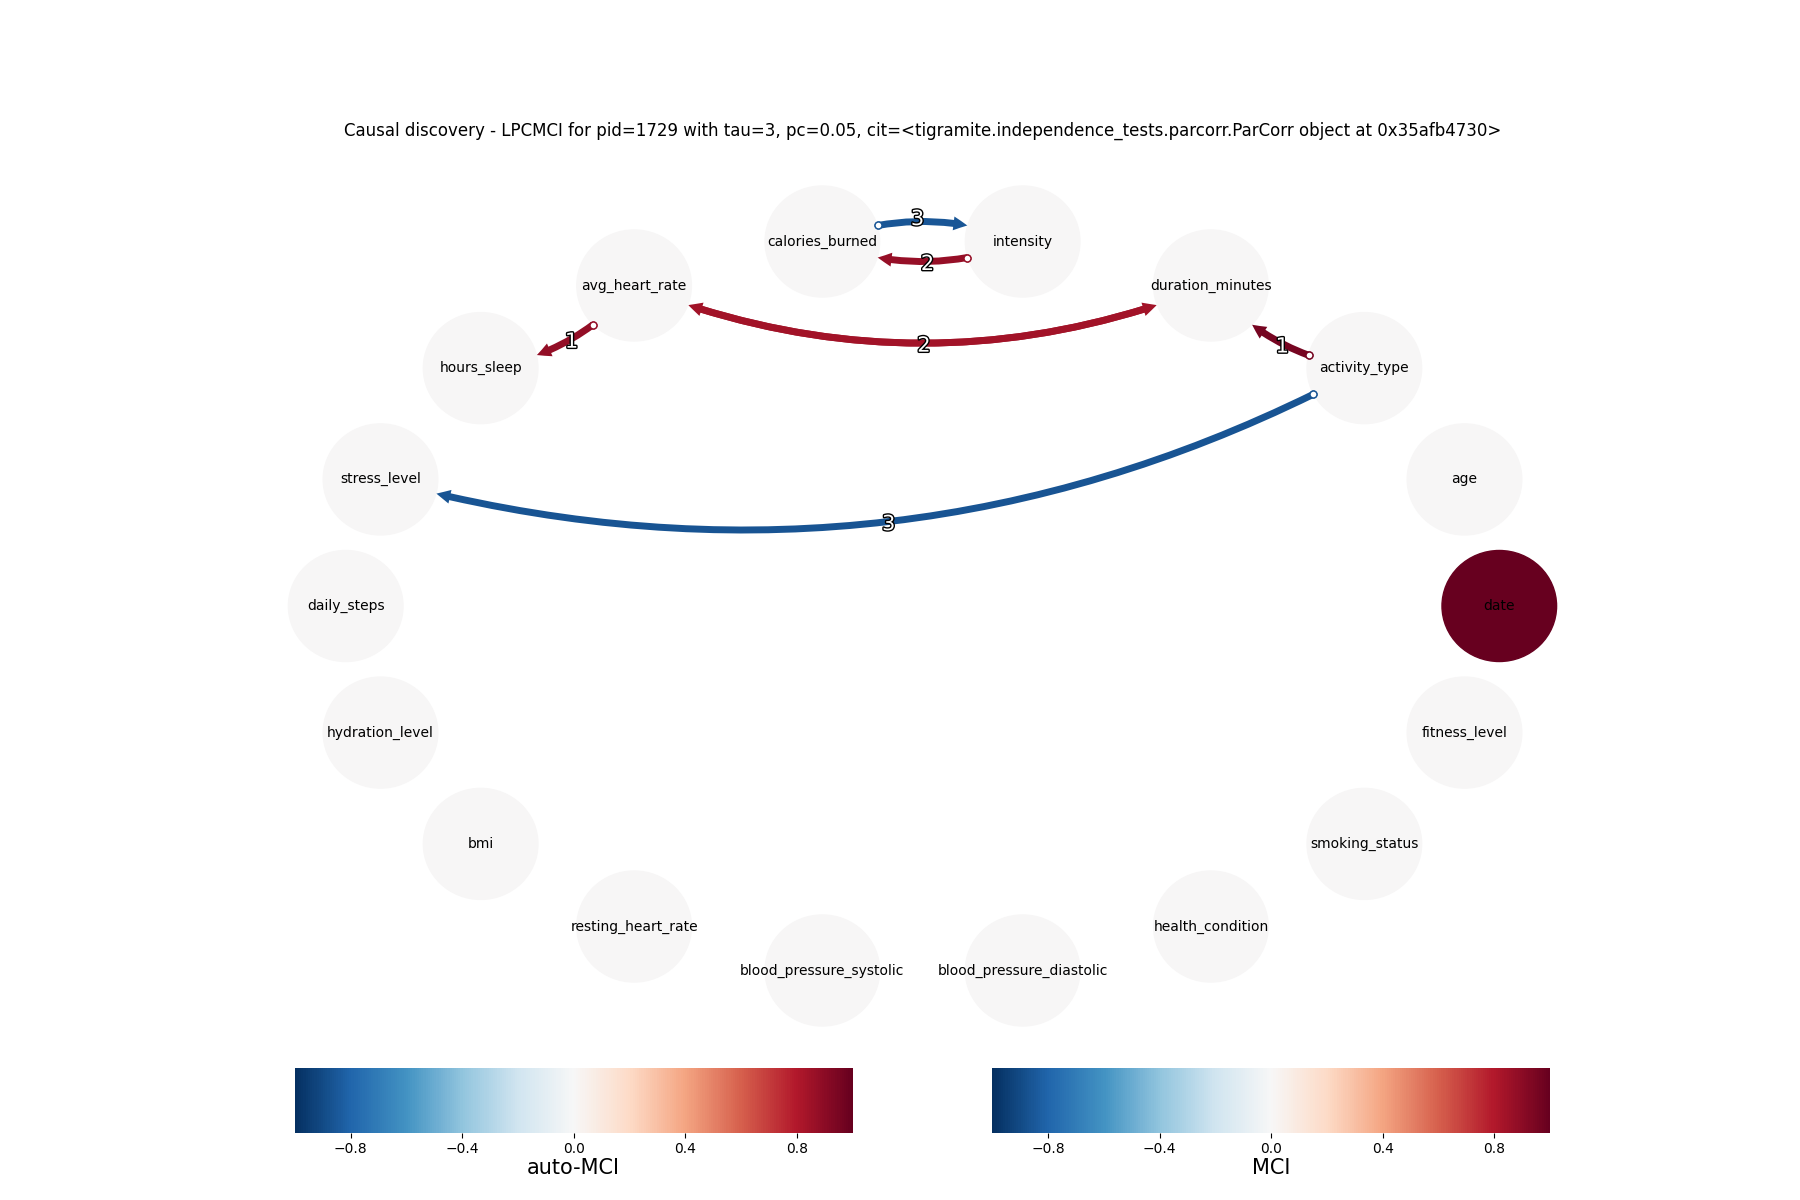 Causal discovery - LPCMCI for pid=1729 with tau=3, pc=0.05, cit=<tigramite.independence_tests.parcorr.ParCorr object at 0x35afb4730>
3
calories_burned
intensity
2
avg_heart_rate
duration_minutes
1
2
1
hours_sleep
activity_type
stress_level
age
3
daily_steps
date
hydration_level
fitness_level
bmi
smoking_status
resting_heart_rate
health_condition
blood_pressure_systolic
blood_pressure_diastolic
−0.8 −0.4 0.0 0.4 0.8
auto-MCI
−0.8 −0.4 0.0 0.4 0.8
MCI